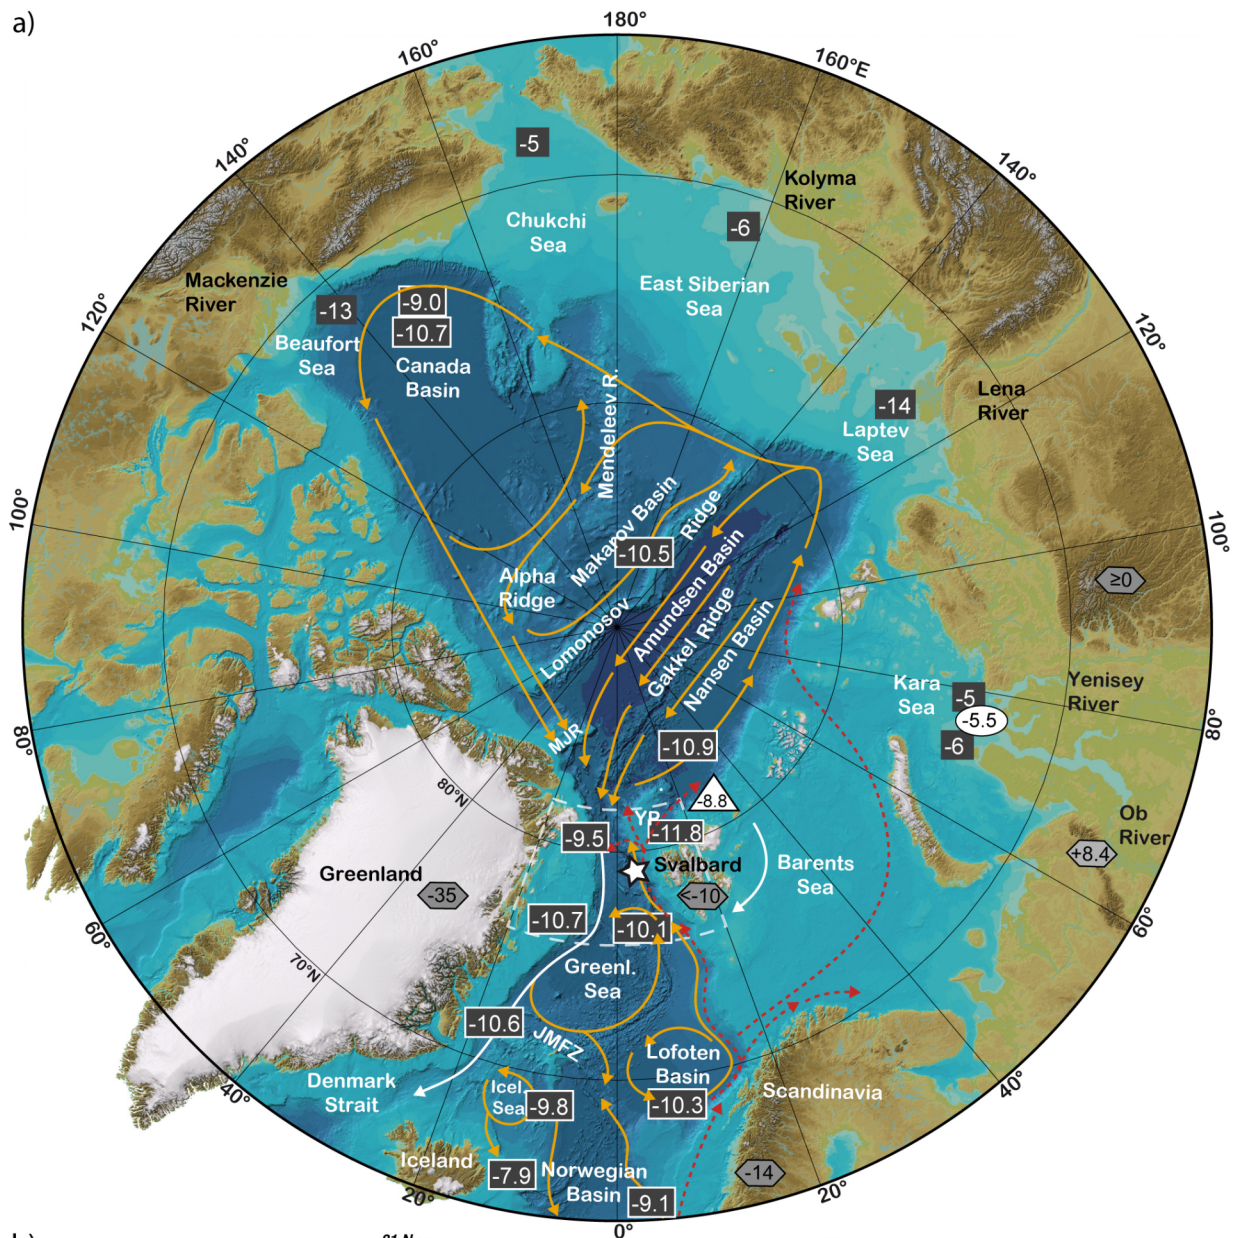 a)
180°
160°
160°E
140°
140°
-5
Kolyma
River
Chukchi
Sea
-6
Mackenzie
River
East Siberian
Sea
120°
120°
-13
-9.0
-10.7
Beaufort
Sea
Canada
Basin
Mendeleev R.
Lena
River
-14
Laptev
Sea
100°
100°
Makarov Basin
Ridge
-10.5
Amundsen Basin
Alpha
Ridge
≥0
Lomonosov
Gakkel Ridge
Nansen Basin
Kara
Sea
-5
-5.5
-6
Yenisey
River
80°
80°
MJR
-10.9
80°N
-8.8
YP
-9.5
-11.8
Ob
River
+8.4
Greenland
-35
Svalbard
<-10
Barents
Sea
-10.7
-10.1
60°
60°
70°N
Greenl.
Sea
-10.6
JMFZ
Lofoten
Basin
Denmark
Strait
Icel.
Sea
-9.8
-10.3
Scandinavia
40°
40°
Iceland
-7.9
Norwegian
Basin
-9.1
-14
20°
20°
0°
81 N